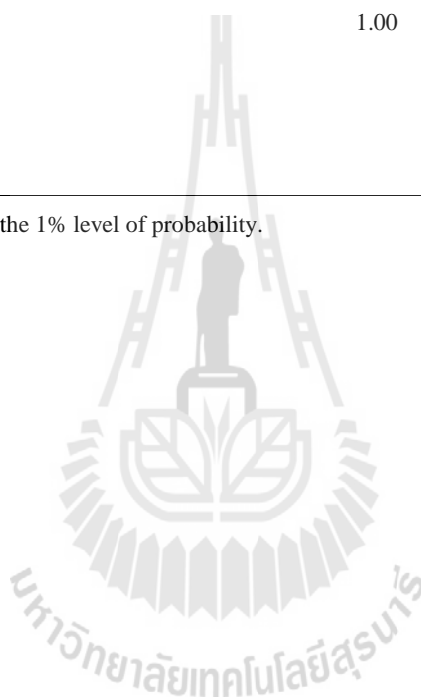 1.00
the 1% level of probability.
มหาวิทยาลัยเทคโนโลยีสุรนารี